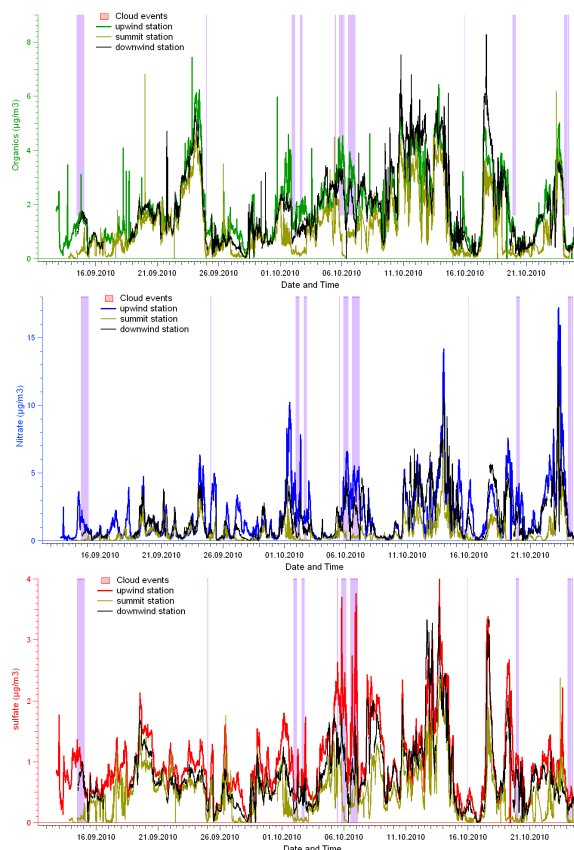 Cloud events
upwind station
summit station
downwind station
Organics (µg/m3)
8
6
4
2
0
16.09.2010 21.09.2010 26.09.2010 01.10.2010 06.10.2010 11.10.2010 16.10.2010 21.10.2010
Date and Time
Cloud events
upwind station
summit station
downwind station
Nitrate (µg/m3)
15
10
5
0
16.09.2010 21.09.2010 26.09.2010 01.10.2010 06.10.2010 11.10.2010 16.10.2010 21.10.2010
Date and Time
Cloud events
upwind station
summit station
downwind station
sulfate (µg/m3)
4
3
2
1
0
16.09.2010 21.09.2010 26.09.2010 01.10.2010 06.10.2010 11.10.2010 16.10.2010 21.10.2010
Date and Time